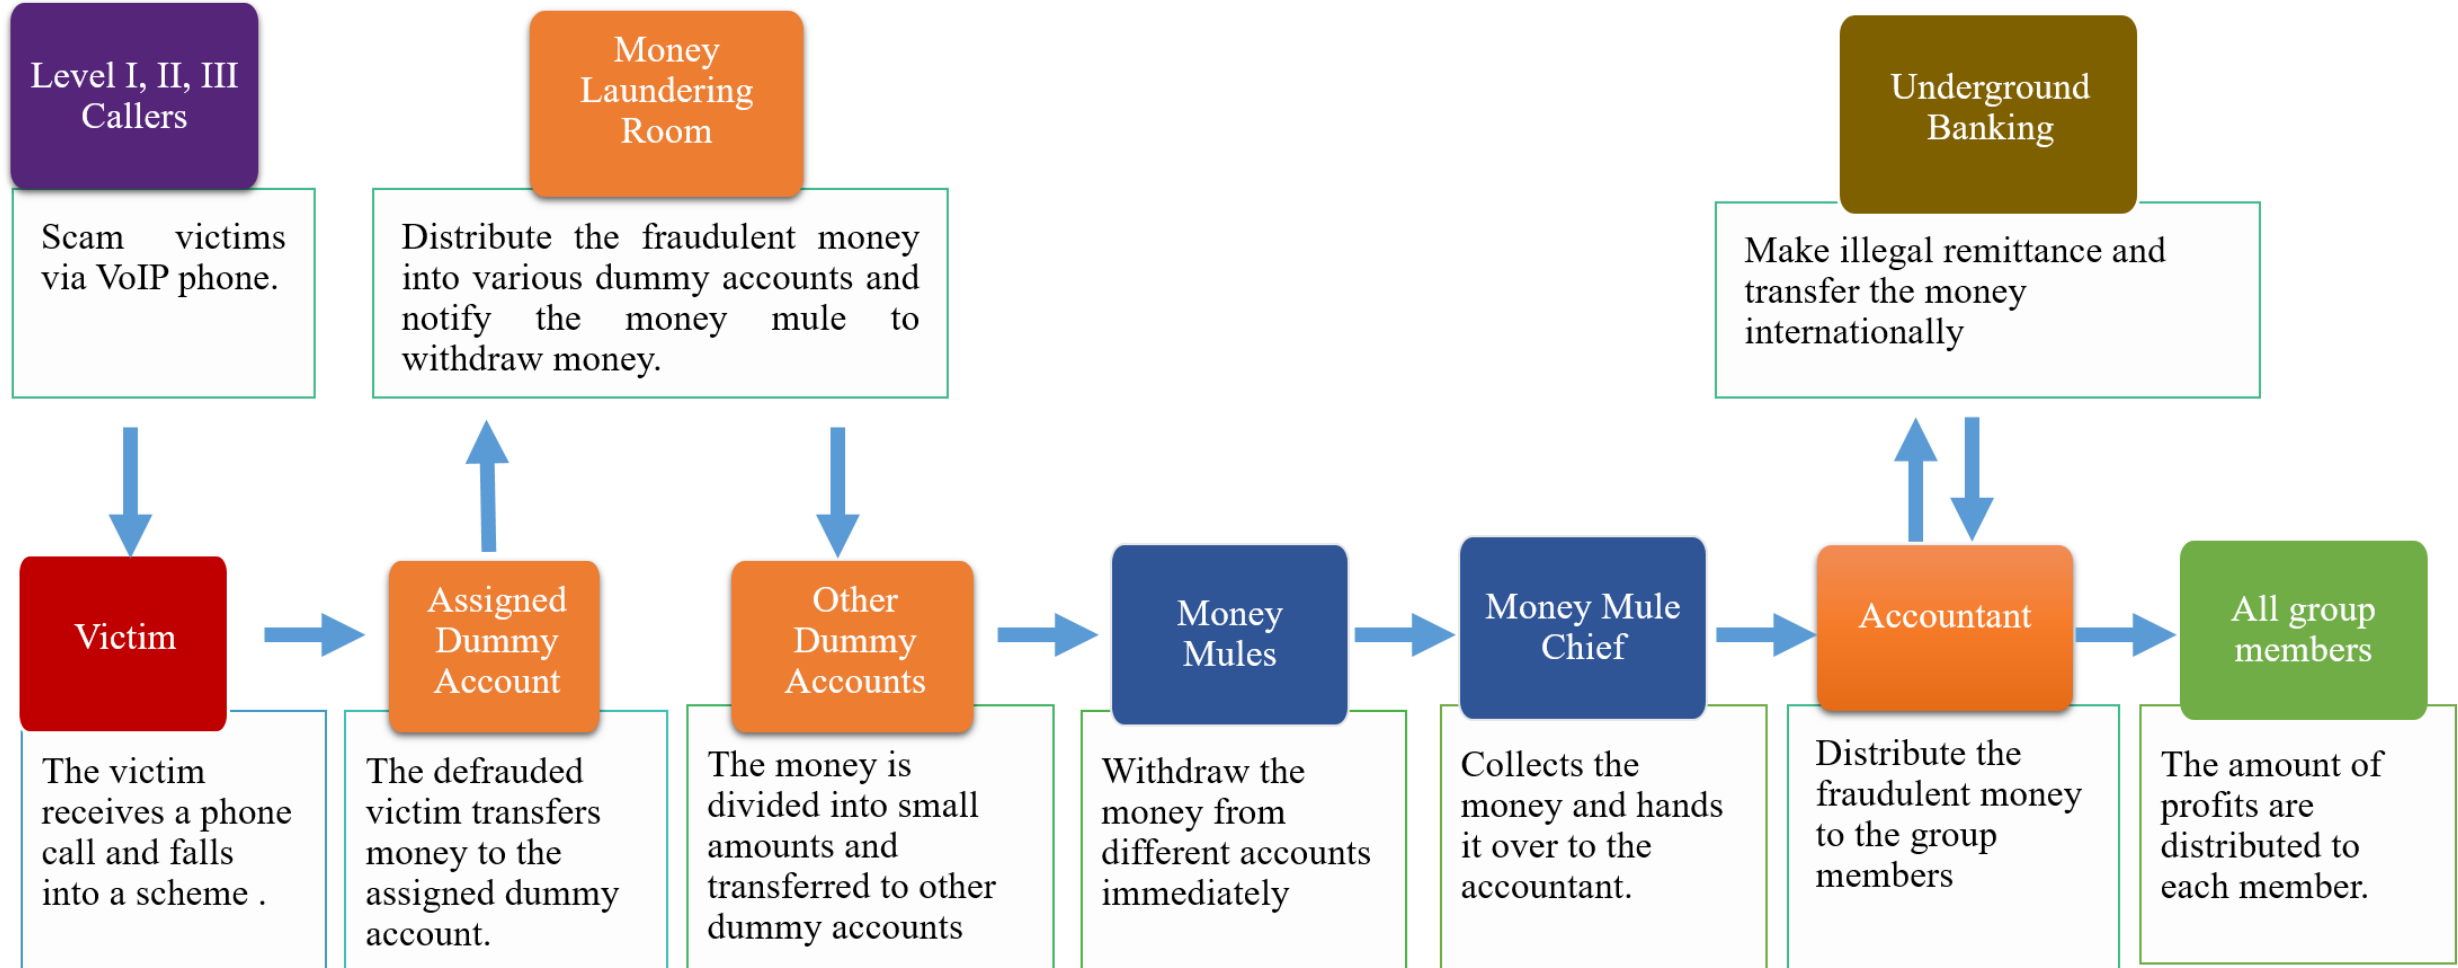 Level I, II, III
Callers
Scam victims
via VoIP phone.
Money
Laundering
Room
Distribute the fraudulent money
into various dummy accounts and
notify the money mule to
withdraw money.
Underground
Banking
Make illegal remittance and
transfer the money
internationally
Victim
The victim
receives a phone
call and falls
into a scheme .
Assigned
Dummy
Account
The defrauded
victim transfers
money to the
assigned dummy
account.
Other
Dummy
Accounts
The money is
divided into small
amounts and
transferred to other
dummy accounts
Money
Mules
Withdraw the
money from
different accounts
immediately
Money Mule
Chief
Collects the
money and hands
it over to the
accountant.
Accountant
Distribute the
fraudulent money
to the group
members
All group
members
The amount of
profits are
distributed to
each member.